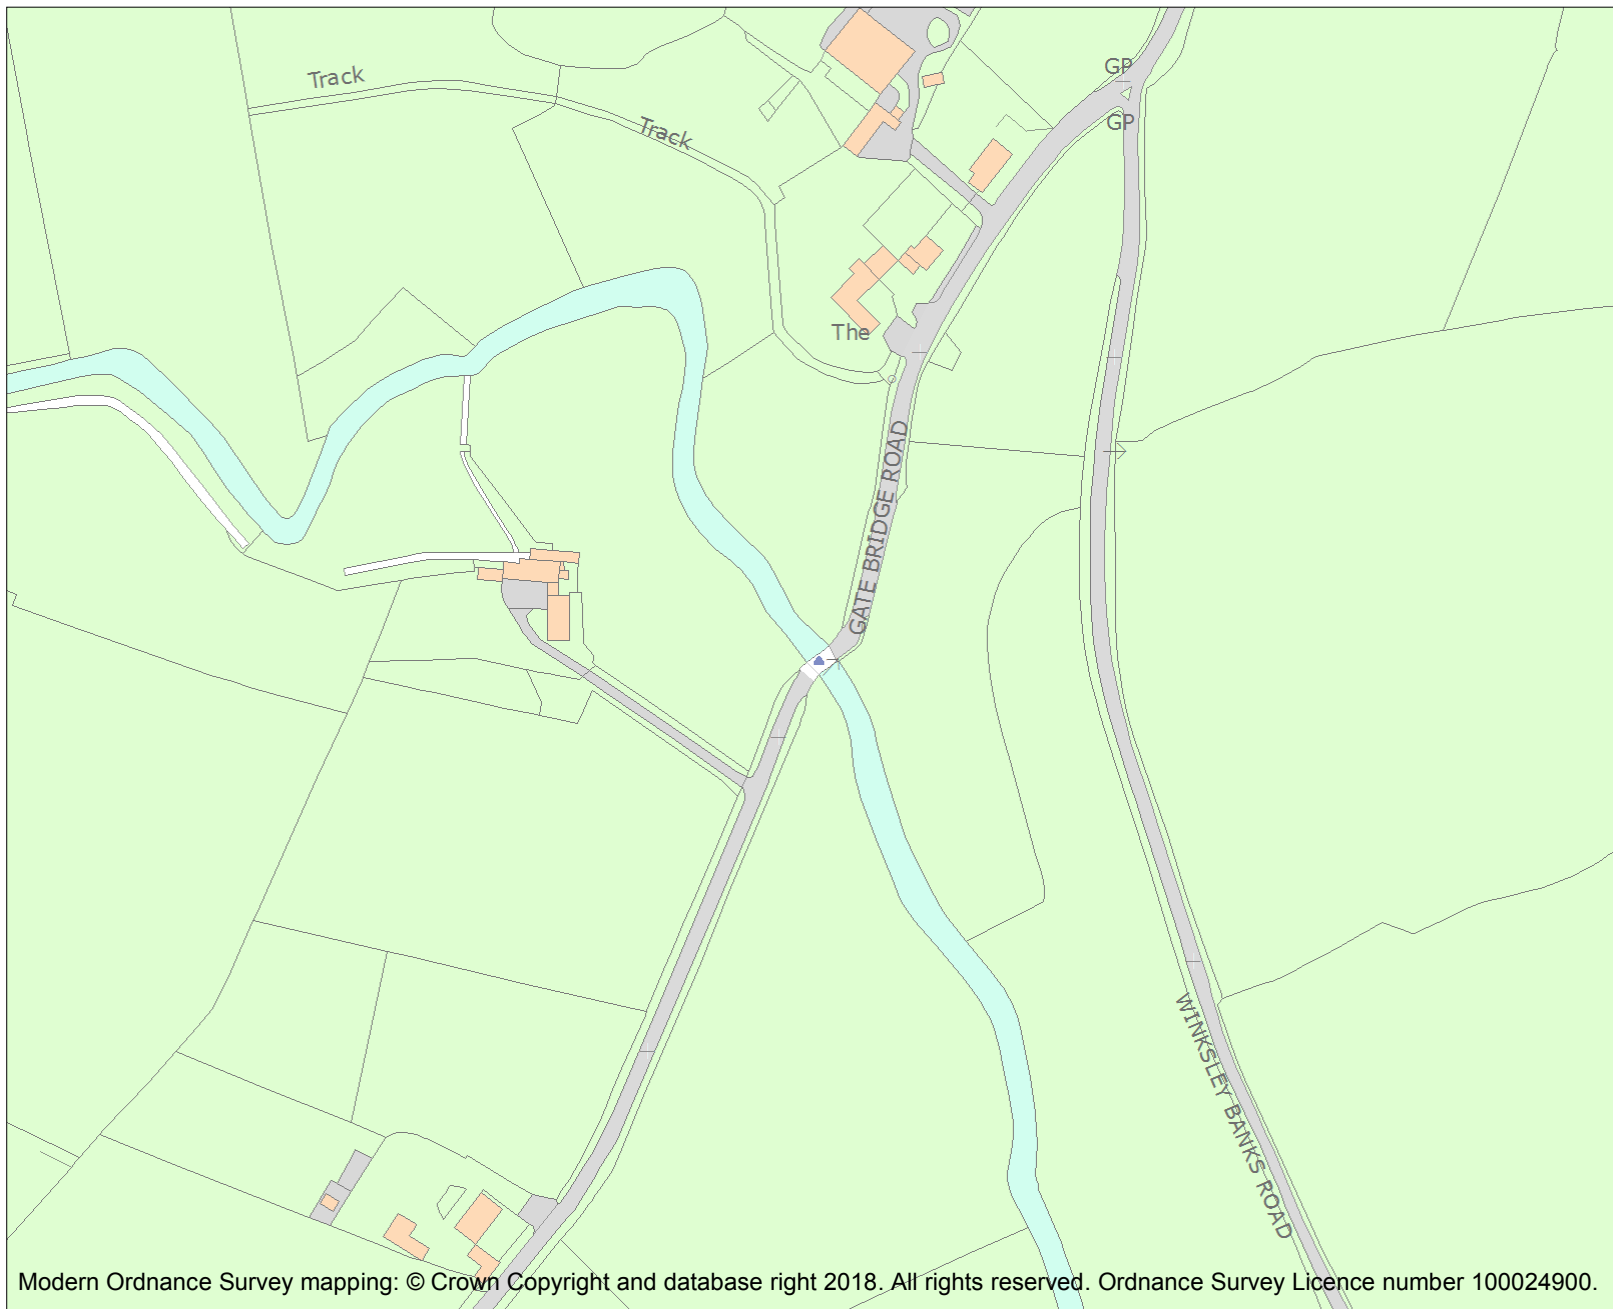 GP
Track
GP
Track
The
GATE BRIDGE ROAD
WINKSLEY BANKS ROAD
Modern Ordnance Survey mapping: © Crown Copyright and database right 2018. All rights reserved. Ordnance Survey Licence number 100024900.